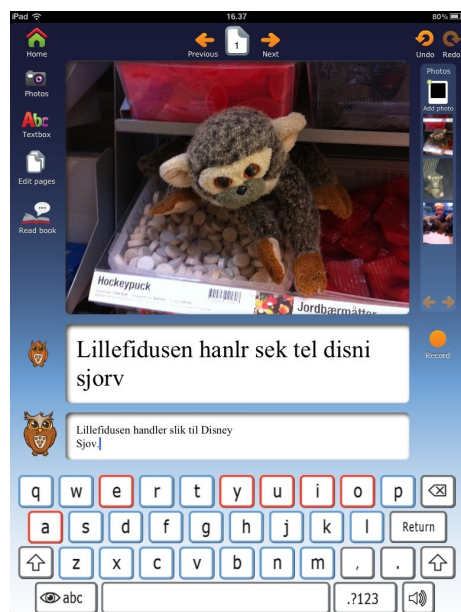 iPad
16.37
80%
Home
Previous
1
Next
Undo
Redo
Photos
Photos
Add photo
Abc
Textbox
Edit pages
Read book
Hockeypuck
Jordbærmåtter
Record
Lillefidusen hanlr sek tel disni
sjorv
Lillefidusen handler slik til Disney
Sjov.
q w e r t y u i o p
a s d f g h j k l Return
z x c v b n m , .
abc .?123